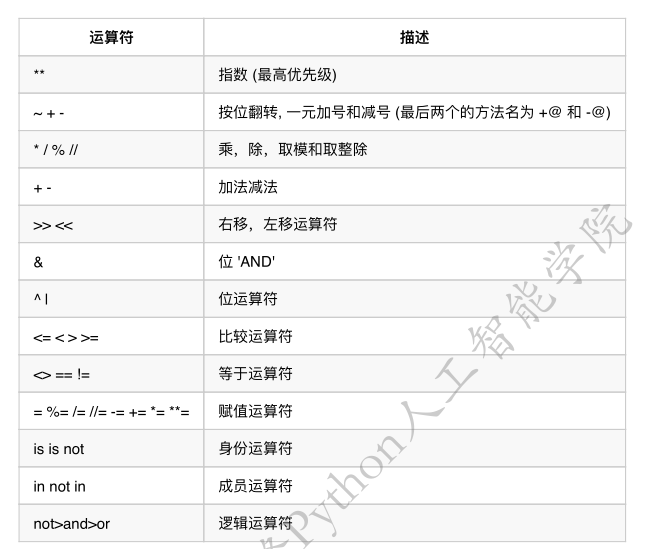 运算符 描述
** 指数 (最高优先级)
~ + - 按位翻转, 一元加号和减号 (最后两个的方法名为 +@ 和 -@)
* / % // 乘，除，取模和取整除
+ - 加法减法
>> << 右移，左移运算符
& 位 'AND'
^ | 位运算符
<= < > >= 比较运算符
<> == != 等于运算符
= %= /= //= -= += *= **= 赋值运算符
is is not 身份运算符
in not in 成员运算符
not>and>or 逻辑运算符
Python人工智能学院